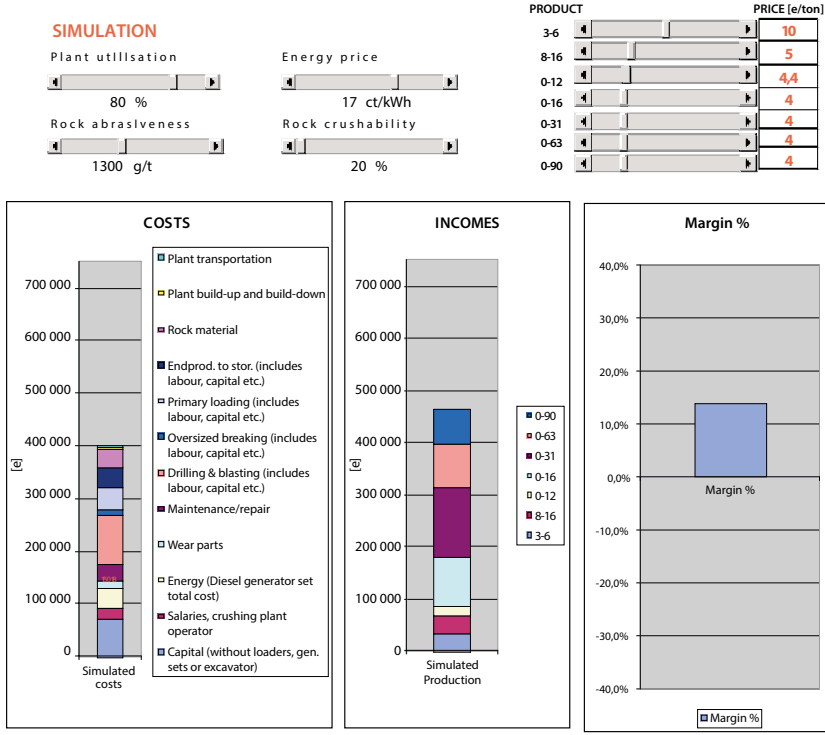 SIMULATION
Plant utIlIsation
80 %
Energy price
17 ct/kWh
Rock abrasIveness
1300 g/t
Rock crushability
20 %
PRODUCT PRICE [e/ton]
3-6 10
8-16 5
0-12 4,4
0-16 4
0-31 4
0-63 4
0-90 4
COSTS
700 000
600 000
500 000
400 000
[e]
300 000
200 000
100 000
0
Simulated
costs
Plant transportation
Plant build-up and build-down
Rock material
Endprod. to stor. (includes
labour, capital etc.)
Primary loading (includes
labour, capital etc.)
Oversized breaking (includes
labour, capital etc.)
Drilling & blasting (includes
labour, capital etc.)
Maintenance/repair
Wear parts
Energy (Diesel generator set
total cost)
Salaries, crushing plant
operator
Capital (without loaders, gen.
sets or excavator)
INCOMES
700 000
600 000
500 000
400 000
[e]
300 000
200 000
100 000
0
Simulated
Production
0-90
0-63
0-31
0-16
0-12
8-16
3-6
Margin %
40,0%
30,0%
20,0%
10,0%
0,0%
-10,0%
-20,0%
-30,0%
-40,0%
Margin %
Margin %